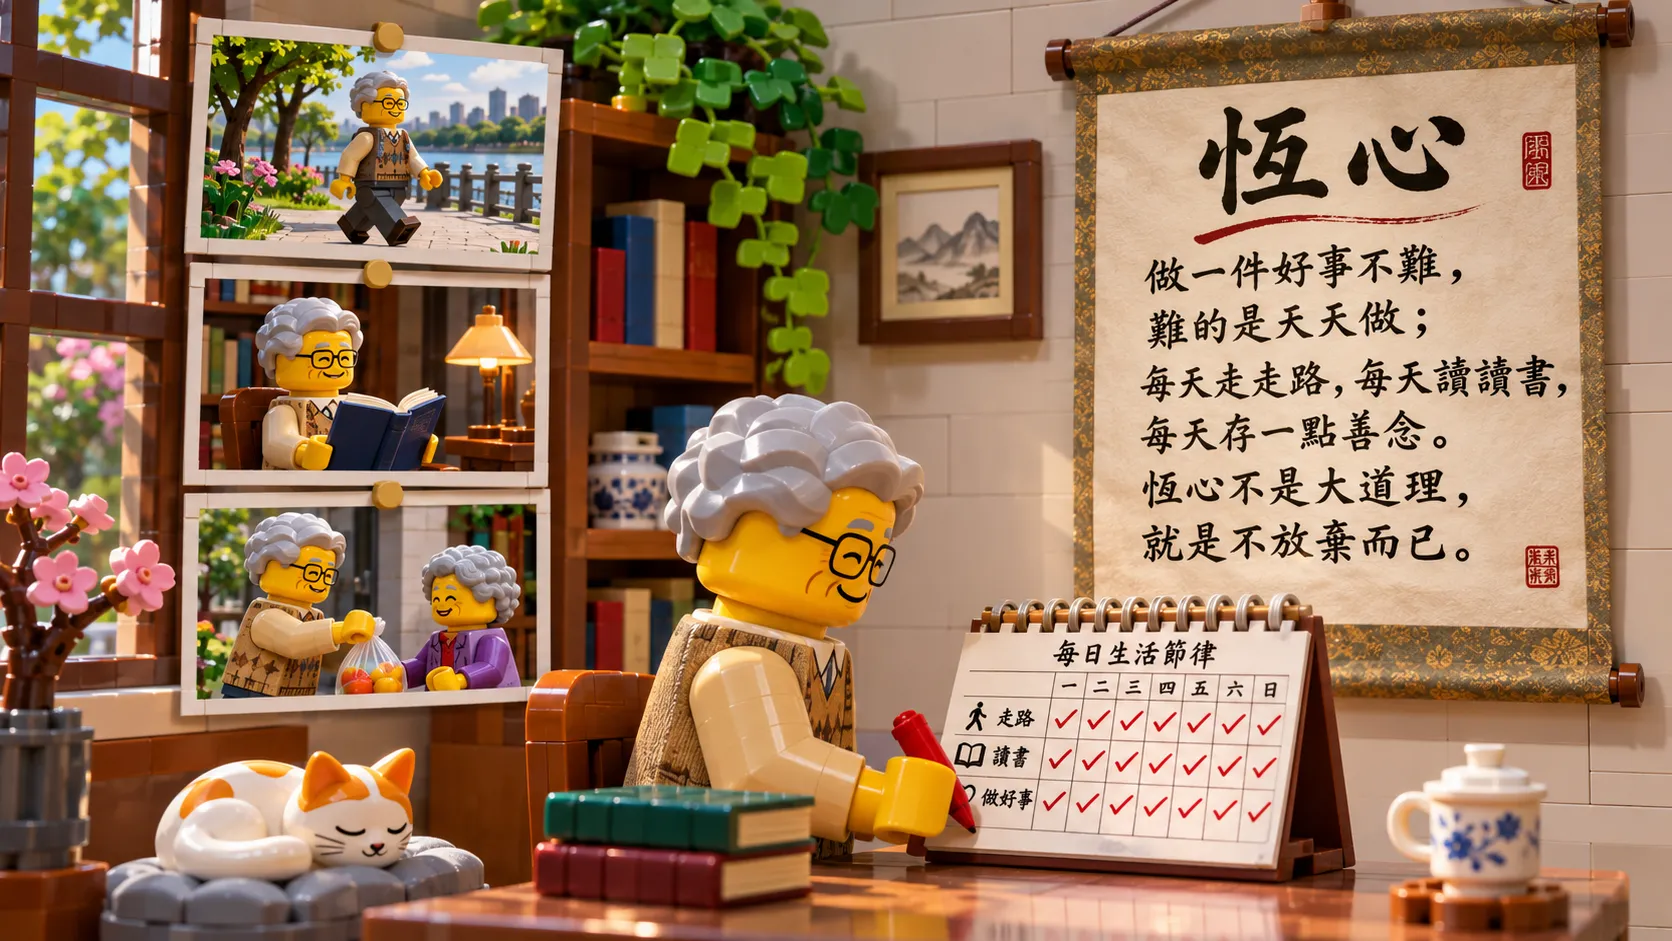 恆心
做一件好事不難，
難的是天天做；
每天走走路，每天讀讀書，
每天存一點善念。
恆心不是大道理，
就是不放棄而已。
每日生活節律
一 二 三 四 五 六 日
走路 ✓ ✓ ✓ ✓ ✓ ✓ ✓
讀書 ✓ ✓ ✓ ✓ ✓ ✓ ✓
做好事 ✓ ✓ ✓ ✓ ✓ ✓ ✓